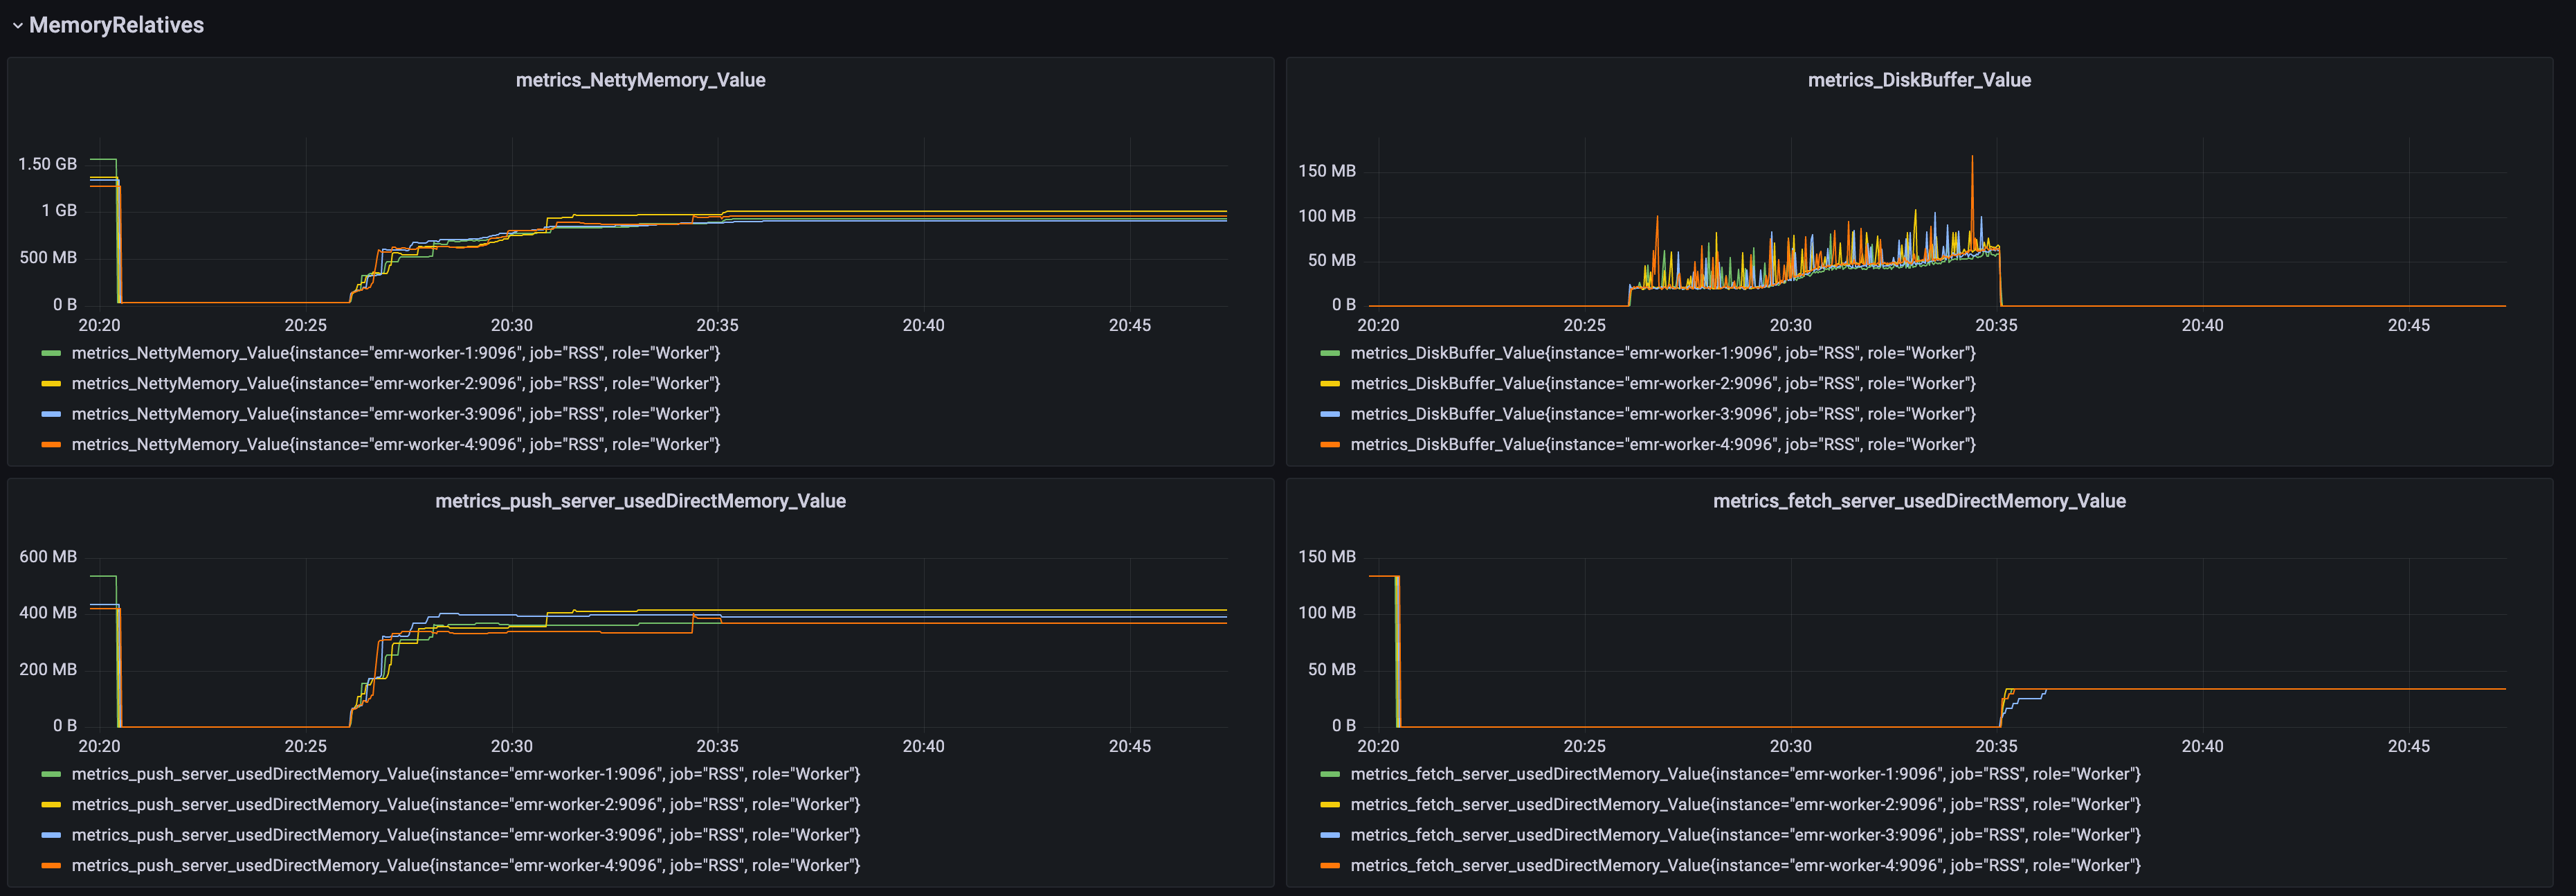 MemoryRelatives
metrics_NettyMemory_Value
1.50 GB
1 GB
500 MB
0 B
20:20 20:25 20:30 20:35 20:40 20:45
metrics_NettyMemory_Value{instance="emr-worker-1:9096", job="RSS", role="Worker"}
metrics_NettyMemory_Value{instance="emr-worker-2:9096", job="RSS", role="Worker"}
metrics_NettyMemory_Value{instance="emr-worker-3:9096", job="RSS", role="Worker"}
metrics_NettyMemory_Value{instance="emr-worker-4:9096", job="RSS", role="Worker"}
metrics_DiskBuffer_Value
150 MB
100 MB
50 MB
0 B
20:20 20:25 20:30 20:35 20:40 20:45
metrics_DiskBuffer_Value{instance="emr-worker-1:9096", job="RSS", role="Worker"}
metrics_DiskBuffer_Value{instance="emr-worker-2:9096", job="RSS", role="Worker"}
metrics_DiskBuffer_Value{instance="emr-worker-3:9096", job="RSS", role="Worker"}
metrics_DiskBuffer_Value{instance="emr-worker-4:9096", job="RSS", role="Worker"}
metrics_push_server_usedDirectMemory_Value
600 MB
400 MB
200 MB
0 B
20:20 20:25 20:30 20:35 20:40 20:45
metrics_push_server_usedDirectMemory_Value{instance="emr-worker-1:9096", job="RSS", role="Worker"}
metrics_push_server_usedDirectMemory_Value{instance="emr-worker-2:9096", job="RSS", role="Worker"}
metrics_push_server_usedDirectMemory_Value{instance="emr-worker-3:9096", job="RSS", role="Worker"}
metrics_push_server_usedDirectMemory_Value{instance="emr-worker-4:9096", job="RSS", role="Worker"}
metrics_fetch_server_usedDirectMemory_Value
150 MB
100 MB
50 MB
0 B
20:20 20:25 20:30 20:35 20:40 20:45
metrics_fetch_server_usedDirectMemory_Value{instance="emr-worker-1:9096", job="RSS", role="Worker"}
metrics_fetch_server_usedDirectMemory_Value{instance="emr-worker-2:9096", job="RSS", role="Worker"}
metrics_fetch_server_usedDirectMemory_Value{instance="emr-worker-3:9096", job="RSS", role="Worker"}
metrics_fetch_server_usedDirectMemory_Value{instance="emr-worker-4:9096", job="RSS", role="Worker"}